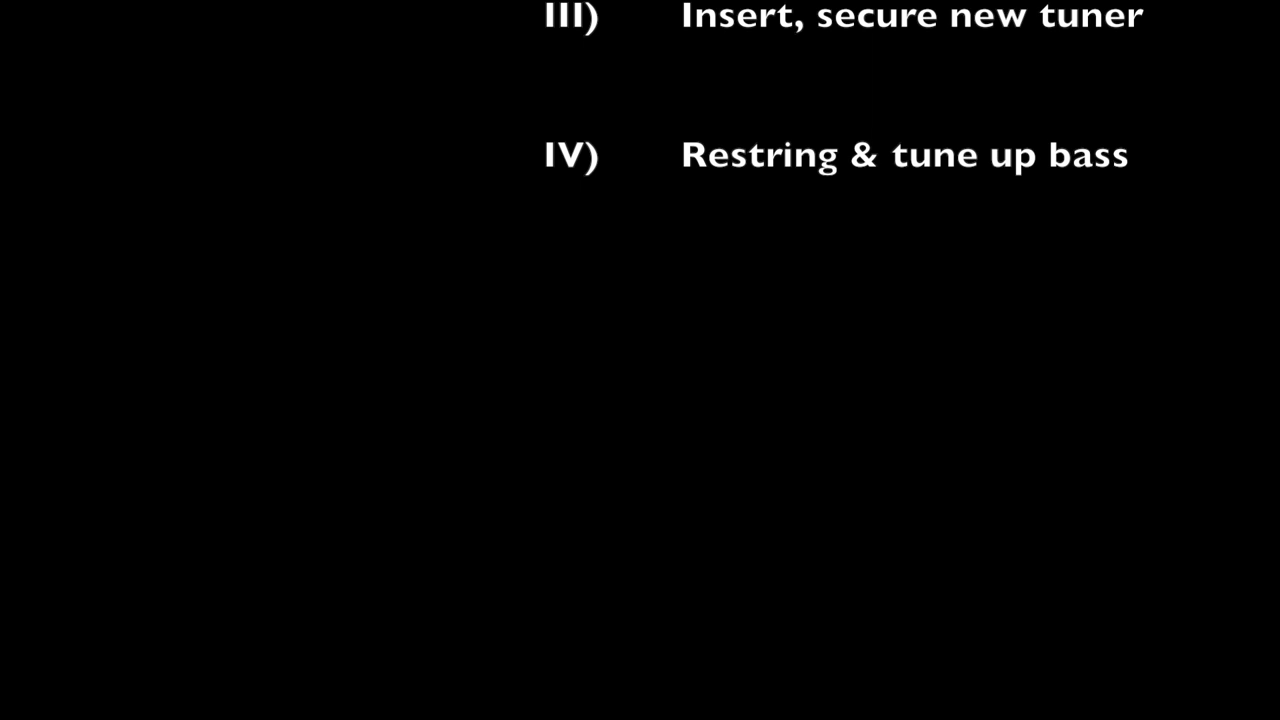 III) Insert, secure new tuner
IV) Restring & tune up bass